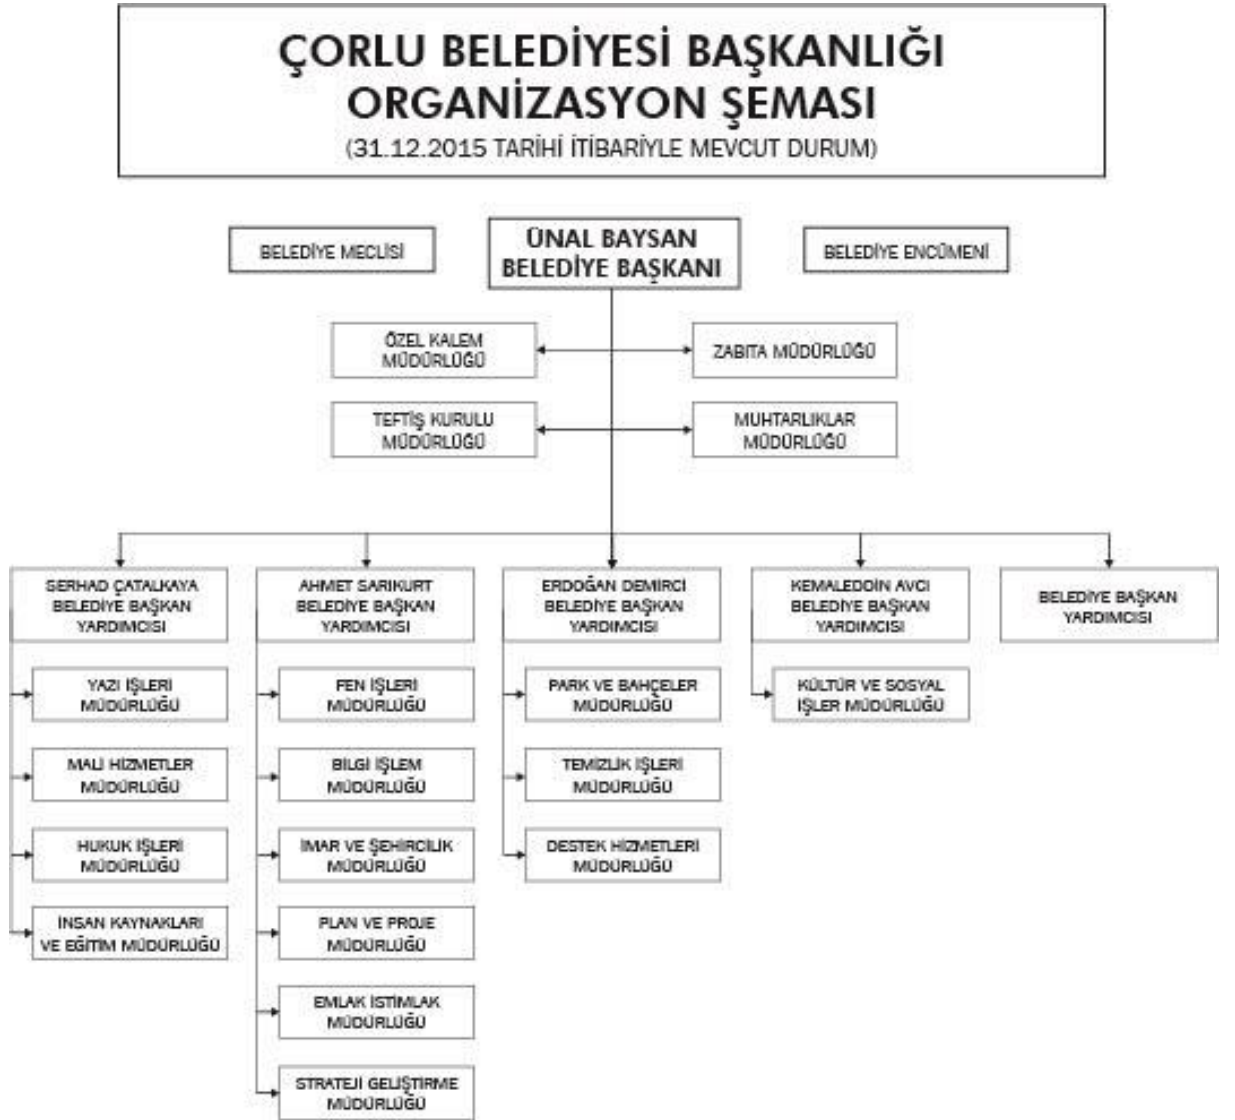 ÇORLU BELEDİYESİ BAŞKANLIĞI
ORGANİZASYON ŞEMASI
(31.12.2015 TARİHİ İTİBARİYLE MEVCUT DURUM)
BELEDİYE MECLİSİ
ÜNAL BAYSAN
BELEDİYE BAŞKANI
BELEDİYE ENCÜMENİ
ÖZEL KALEM
MÜDÜRLÜĞÜ
ZABITA MÜDÜRLÜĞÜ
TEFTİŞ KURULU
MÜDÜRLÜĞÜ
MUHTARLIKLAR
MÜDÜRLÜĞÜ
SERHAD ÇATALKAYA
BELEDİYE BAŞKAN
YARDIMCISI
YAZI İŞLERİ
MÜDÜRLÜĞÜ
MALİ HİZMETLER
MÜDÜRLÜĞÜ
HUKUK İŞLERİ
MÜDÜRLÜĞÜ
İNSAN KAYNAKLARI
VE EĞİTİM MÜDÜRLÜĞÜ
AHMET SARIKURT
BELEDİYE BAŞKAN
YARDIMCISI
FEN İŞLERİ
MÜDÜRLÜĞÜ
BİLGİ İŞLEM
MÜDÜRLÜĞÜ
İMAR VE ŞEHİRCİLİK
MÜDÜRLÜĞÜ
PLAN VE PROJE
MÜDÜRLÜĞÜ
EMLAK İSTİMLAK
MÜDÜRLÜĞÜ
STRATEJİ GELİŞTİRME
MÜDÜRLÜĞÜ
ERDOĞAN DEMİRCİ
BELEDİYE BAŞKAN
YARDIMCISI
PARK VE BAHÇELER
MÜDÜRLÜĞÜ
TEMİZLİK İŞLERİ
MÜDÜRLÜĞÜ
DESTEK HİZMETLERİ
MÜDÜRLÜĞÜ
KEMALEDDİN AVCI
BELEDİYE BAŞKAN
YARDIMCISI
KÜLTÜR VE SOSYAL
İŞLER MÜDÜRLÜĞÜ
BELEDİYE BAŞKAN
YARDIMCISI